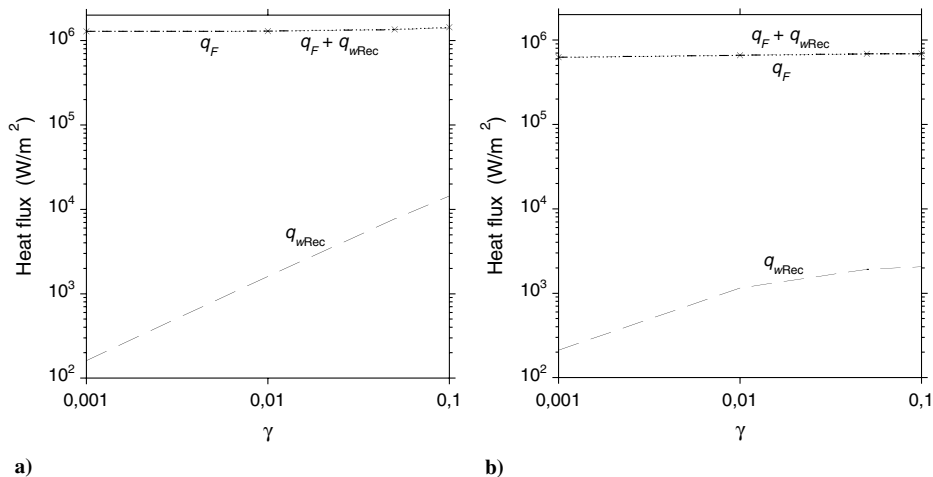 10^6
10^5
10^4
10^3
10^2
Heat flux (W/m^2)
q_F
q_F + q_wRec
q_wRec
0,001
0,01
0,1
γ
a)
10^6
10^5
10^4
10^3
10^2
Heat flux (W/m^2)
q_F + q_wRec
q_F
q_wRec
0,001
0,01
0,1
γ
b)